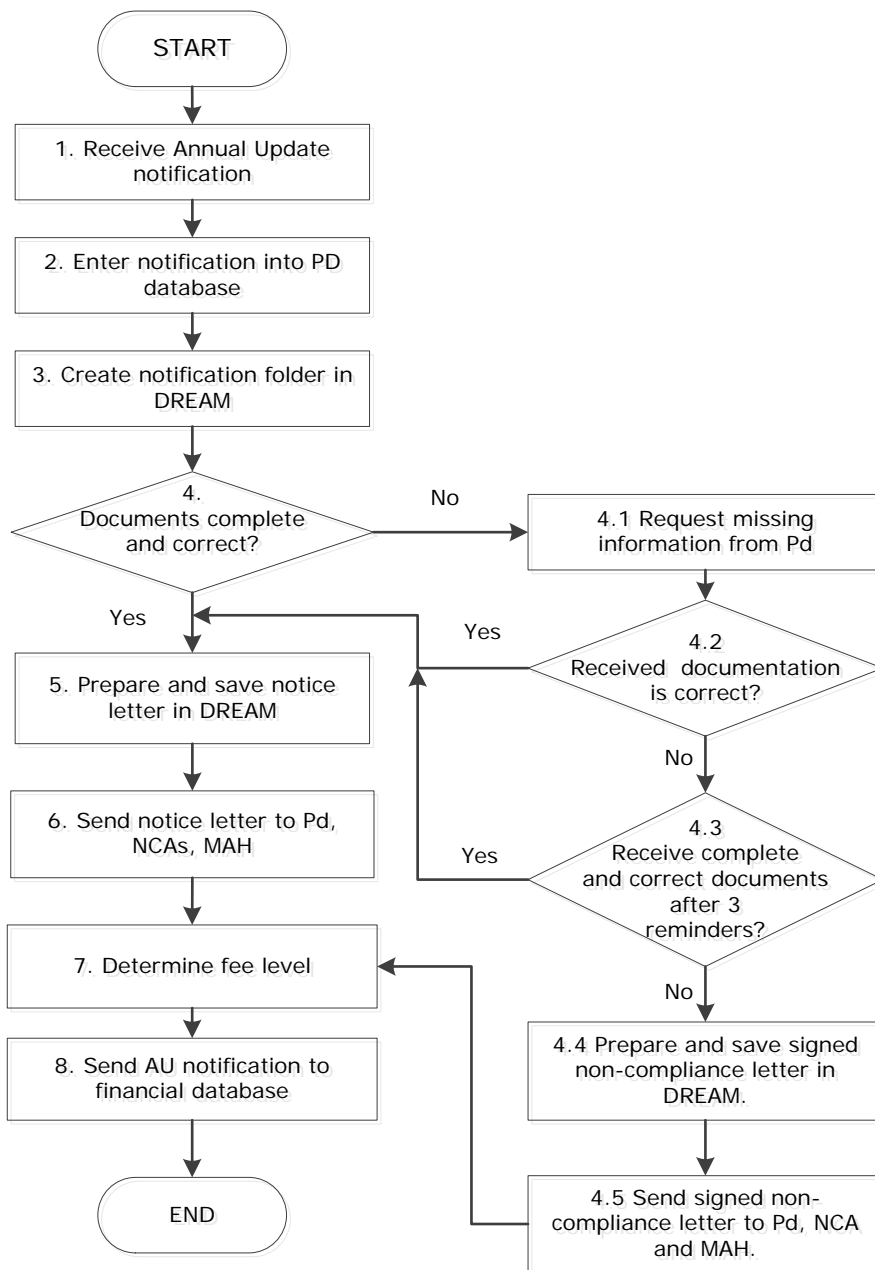 START
1. Receive Annual Update
notification
2. Enter notification into PD
database
3. Create notification folder in
DREAM
4.
Documents complete
and correct?
No
4.1 Request missing
information from Pd
Yes
Yes
4.2
Received documentation
is correct?
5. Prepare and save notice
letter in DREAM
No
6. Send notice letter to Pd,
NCAs, MAH
Yes
4.3
Receive complete
and correct documents
after 3
reminders?
7. Determine fee level
No
8. Send AU notification to
financial database
4.4 Prepare and save signed
non-compliance letter in
DREAM.
END
4.5 Send signed non-
compliance letter to Pd, NCA
and MAH.